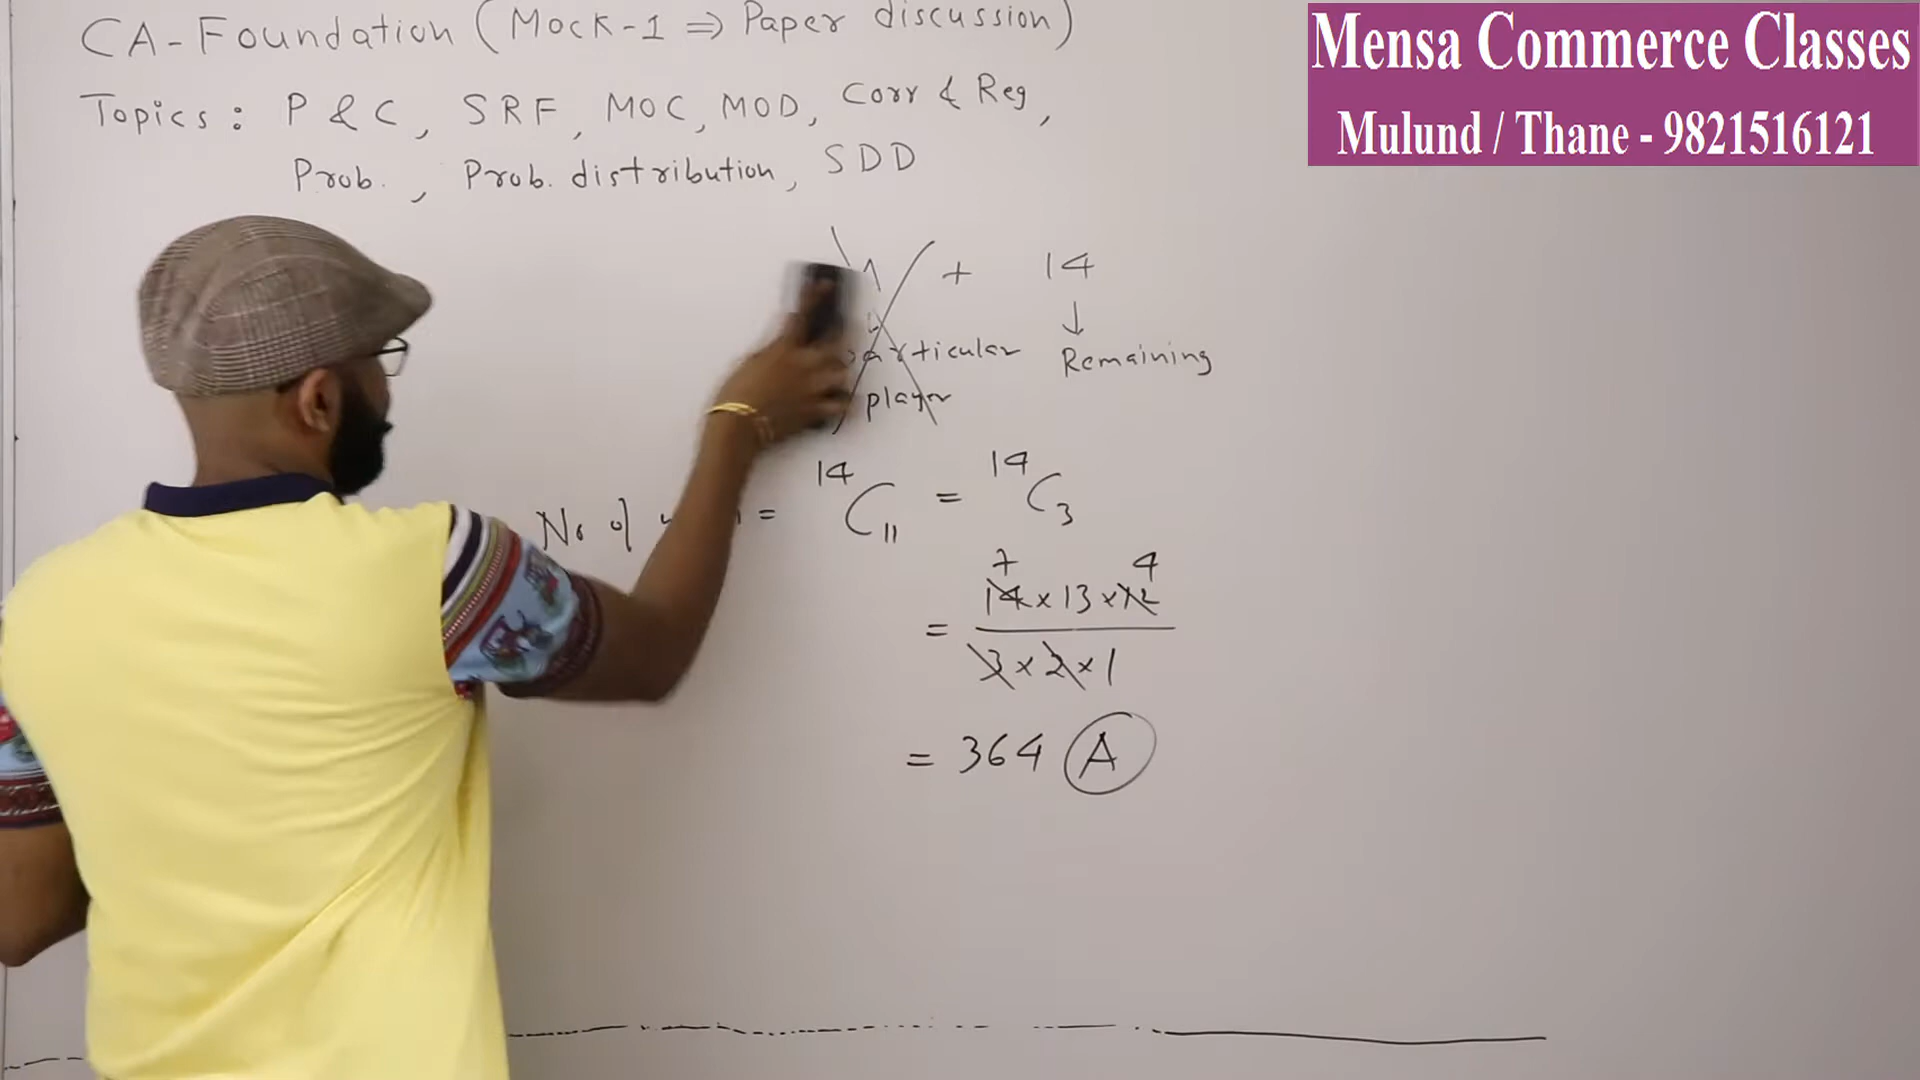 CA-Foundation (Mock-1 ⇒ Paper discussion)
Mensa Commerce Classes
Mulund / Thane - 9821516121
Topics: P & C, SRF, MOC, MOD, Corr & Reg,
Prob., Prob. distribution, SDD
1 + 14
↓
particular Remaining
player
No of = ¹⁴C₁₁ = ¹⁴C₃
7 4
= 14 x 13 x 12
3 x 2 x 1
= 364 A